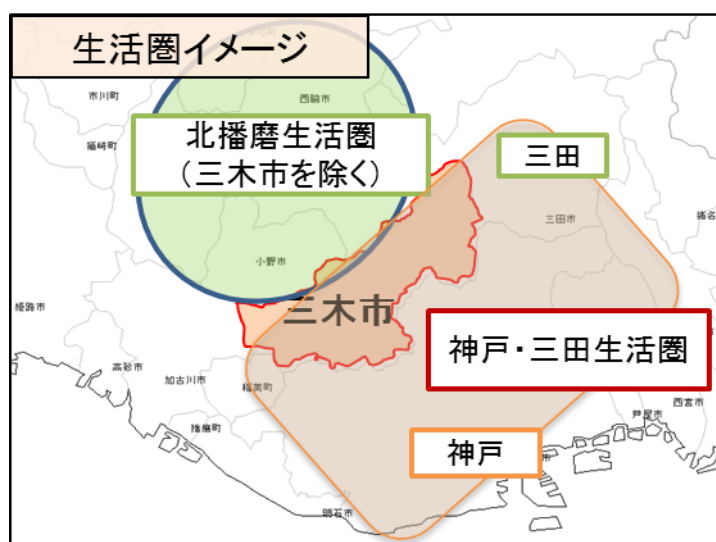 生活圏イメージ
市川町
西脇市
福崎町
北播磨生活圏
(三木市を除く)
三田
三田市
猪名
小野市
姫路市
三木市
神戸・三田生活圏
高砂市
加古川市
稲美町
西宮市
芦屋市
播磨町
神戸
明石市